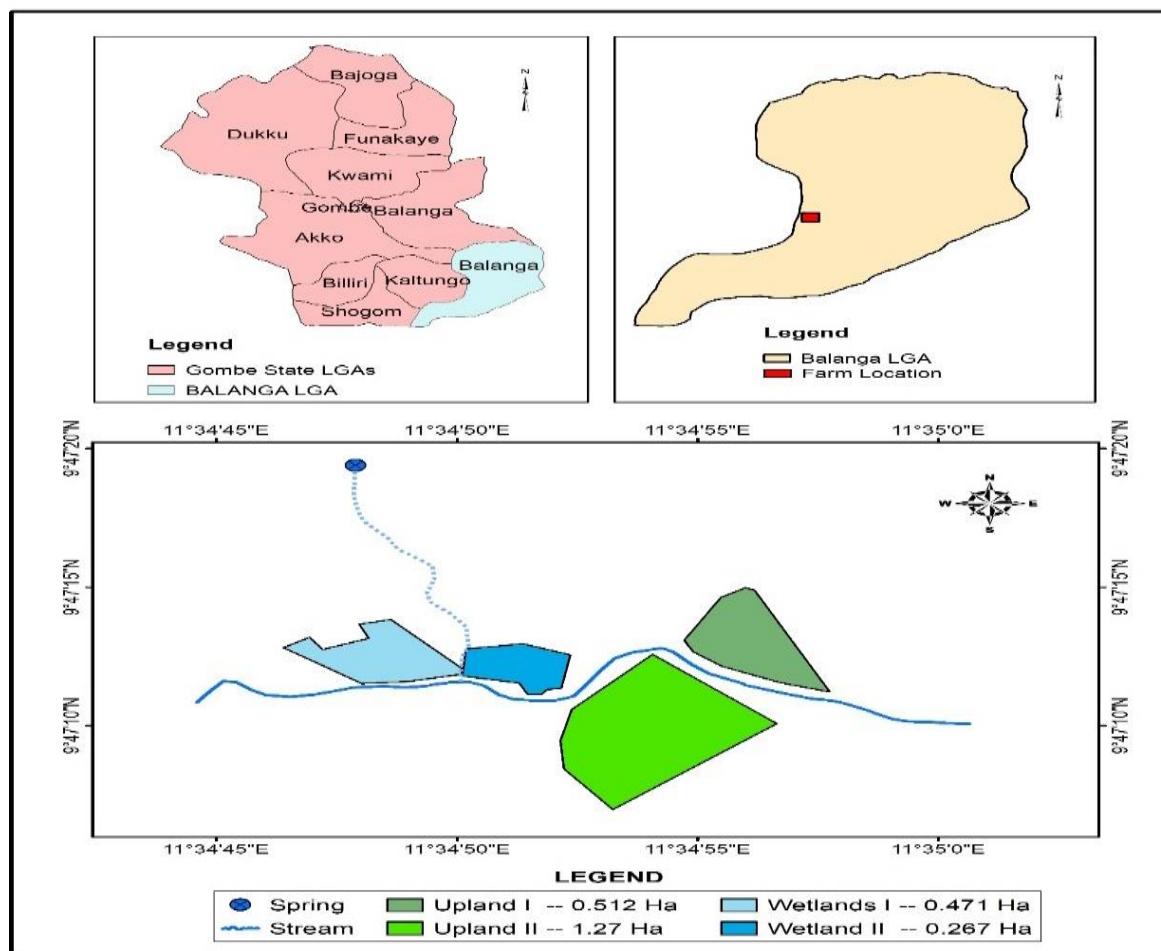 Bajoga
Dukku
Funakaye
Kwami
Gombe
Balanga
Akko
Balanga
Billiri
Kaltungo
Shogom
N
Legend
Gombe State LGAs
BALANGA LGA
N
Legend
Balanga LGA
Farm Location
11°34'45"E 11°34'50"E 11°34'55"E 11°35'0"E
9°47'20"N 9°47'20"N
N
W E
S
9°47'15"N 9°47'15"N
9°47'10"N 9°47'10"N
11°34'45"E 11°34'50"E 11°34'55"E 11°35'0"E
LEGEND
Spring Upland I -- 0.512 Ha Wetlands I -- 0.471 Ha
Stream Upland II -- 1.27 Ha Wetland II -- 0.267 Ha